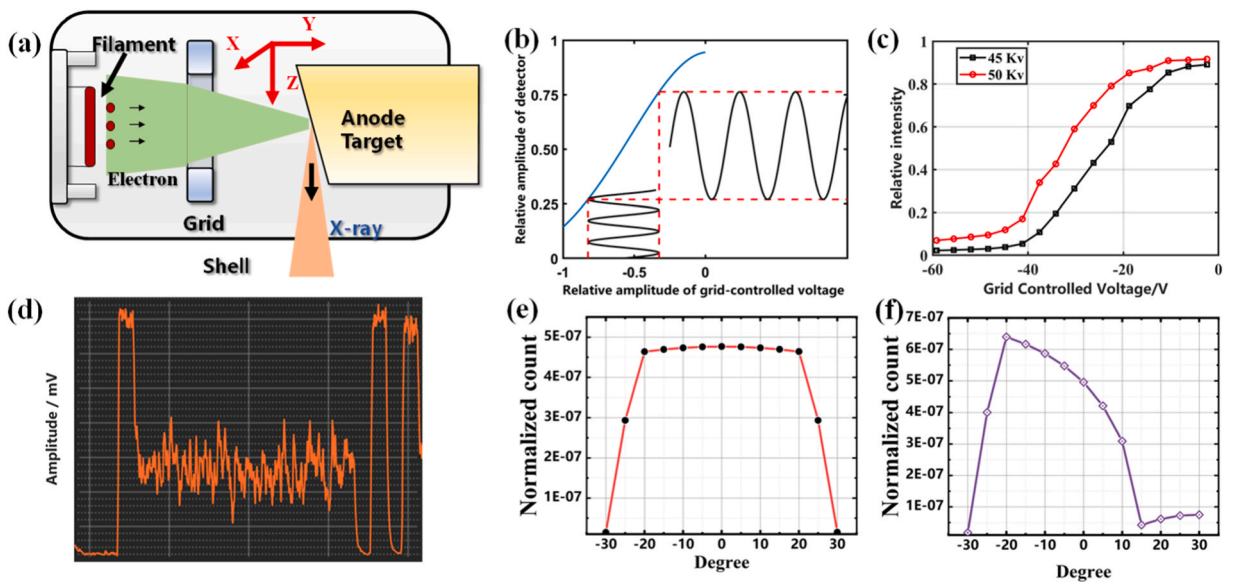 (a)
Filament
X
Y
Z
Anode
Target
Electron
Grid
X-ray
Shell
(b)
Relative amplitude of detector
1
0.75
0.50
0.25
0
-1
-0.5
0
Relative amplitude of grid-controlled voltage
(c)
45 Kv
50 Kv
Relative intensity
1
0.8
0.6
0.4
0.2
0
-60
-40
-20
0
Grid Controlled Voltage/V
(d)
Amplitude / mV
(e)
Normalized count
5E-07
4E-07
3E-07
2E-07
1E-07
-30
-20
-10
0
10
20
30
Degree
(f)
Normalized count
7E-07
6E-07
5E-07
4E-07
3E-07
2E-07
1E-07
-30
-20
-10
0
10
20
30
Degree